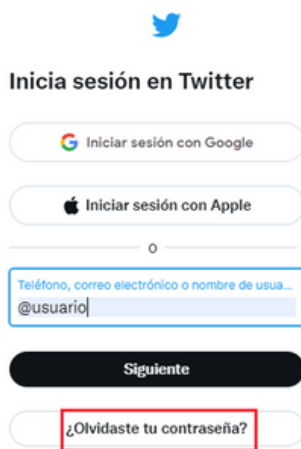 Inicia sesión en Twitter
Iniciar sesión con Google
Iniciar sesión con Apple
o
Teléfono, correo electrónico o nombre de usua...
@usuario
Siguiente
¿Olvidaste tu contraseña?